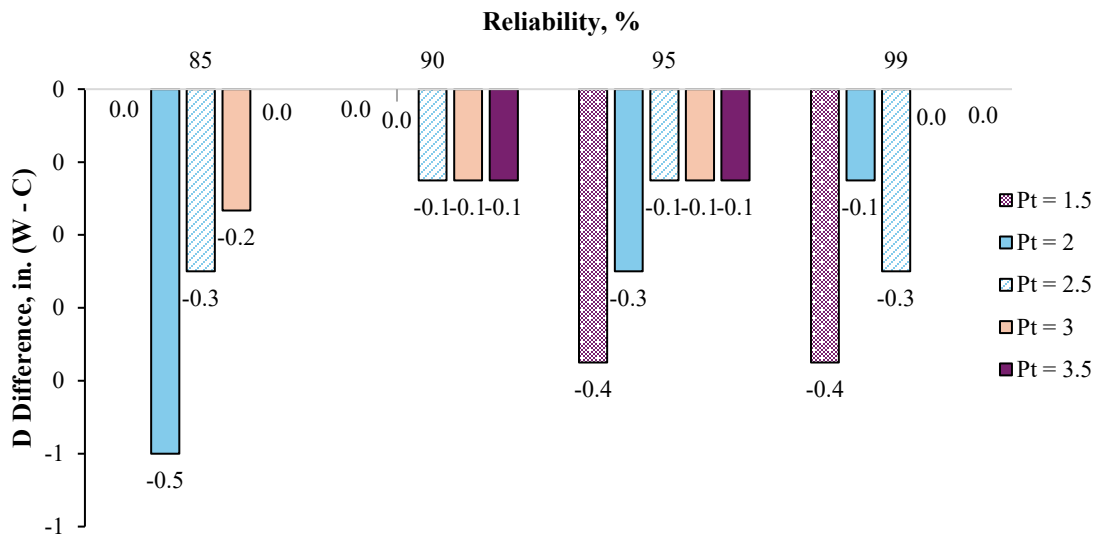 Reliability, %
85 90 95 99
D Difference, in. (W - C)
0
0
0
0
0
-1
-1
0.0 -0.5 -0.3 -0.2 0.0
0.0 0.0 -0.1 -0.1 -0.1
-0.4 -0.3 -0.1 -0.1 -0.1
-0.4 -0.1 -0.3 0.0 0.0
Pt = 1.5
Pt = 2
Pt = 2.5
Pt = 3
Pt = 3.5